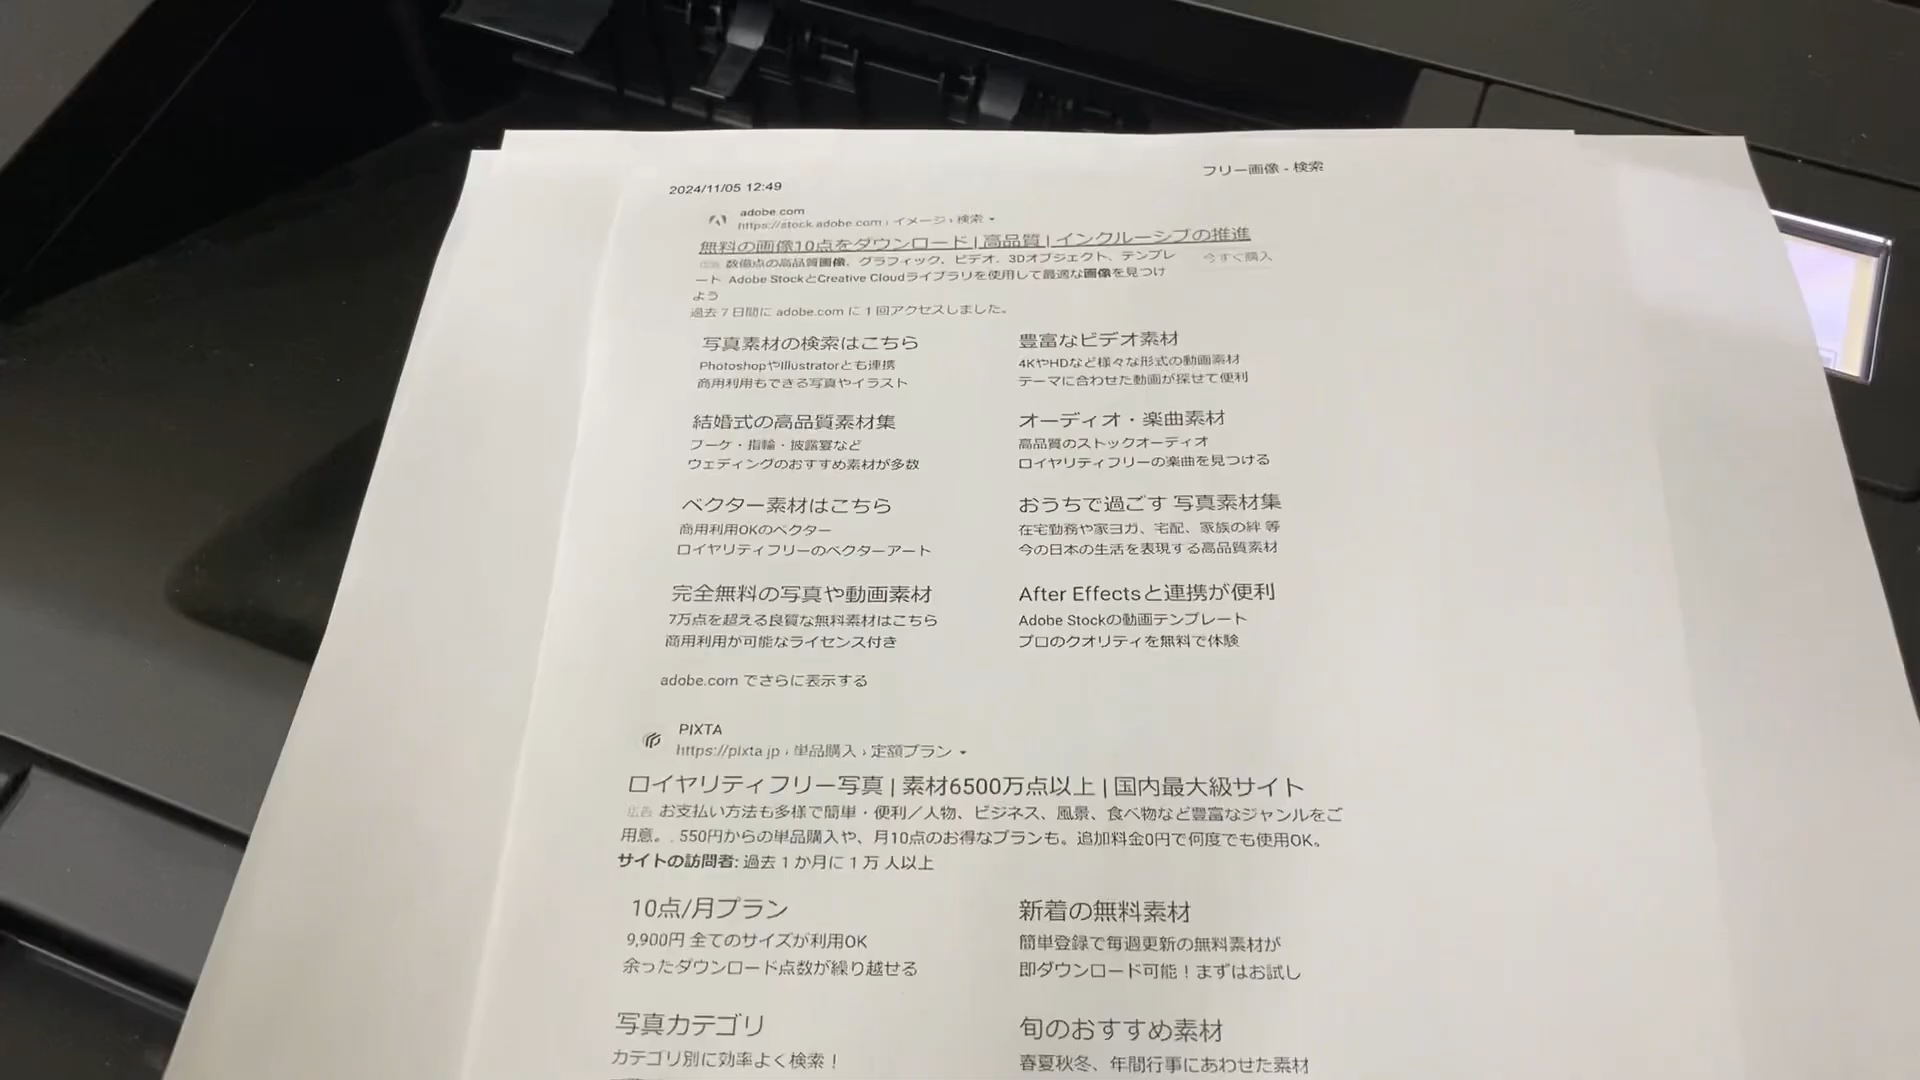 2024/11/05 12:49
フリー画像 - 検索
adobe.com
https://stock.adobe.com › イメージ › 検索
無料の画像10点をダウンロード | 高品質 | インクルーシブの推進
広告 数億点の高品質画像、グラフィック、ビデオ、3Dオブジェクト、テンプレ
今すぐ購入
ート Adobe StockとCreative Cloudライブラリを使用して最適な画像を見つけ
よう
過去 7 日間に adobe.com に 1 回アクセスしました。
写真素材の検索はこちら
PhotoshopやIllustratorとも連携
商用利用もできる写真やイラスト
豊富なビデオ素材
4KやHDなど様々な形式の動画素材
テーマに合わせた動画が探せて便利
結婚式の高品質素材集
ブーケ・指輪・披露宴など
ウェディングのおすすめ素材が多数
オーディオ・楽曲素材
高品質のストックオーディオ
ロイヤリティフリーの楽曲を見つける
ベクター素材はこちら
商用利用OKのベクター
ロイヤリティフリーのベクターアート
おうちで過ごす 写真素材集
在宅勤務や家ヨガ、宅配、家族の絆 等
今の日本の生活を表現する高品質素材
完全無料の写真や動画素材
7万点を超える良質な無料素材はこちら
商用利用が可能なライセンス付き
After Effectsと連携が便利
Adobe Stockの動画テンプレート
プロのクオリティを無料で体験
adobe.com でさらに表示する
PIXTA
https://pixta.jp › 単品購入 › 定額プラン
ロイヤリティフリー写真 | 素材6500万点以上 | 国内最大級サイト
広告 お支払い方法も多様で簡単・便利／人物、ビジネス、風景、食べ物など豊富なジャンルをご
用意。. 550円からの単品購入や、月10点のお得なプランも。追加料金0円で何度でも使用OK。
サイトの訪問者: 過去 1 か月に 1 万 人以上
10点/月プラン
9,900円 全てのサイズが利用OK
余ったダウンロード点数が繰り越せる
新着の無料素材
簡単登録で毎週更新の無料素材が
即ダウンロード可能！まずはお試し
写真カテゴリ
カテゴリ別に効率よく検索！
旬のおすすめ素材
春夏秋冬、年間行事にあわせた素材